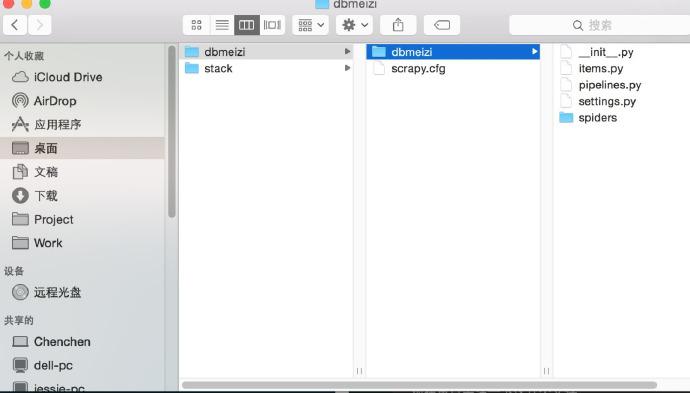 dbmeizi
搜索
个人收藏
iCloud Drive
AirDrop
应用程序
桌面
文稿
下载
Project
Work
设备
远程光盘
共享的
Chenchen
dell-pc
jessie-pc
dbmeizi
stack
dbmeizi
scrapy.cfg
__init__.py
items.py
pipelines.py
settings.py
spiders